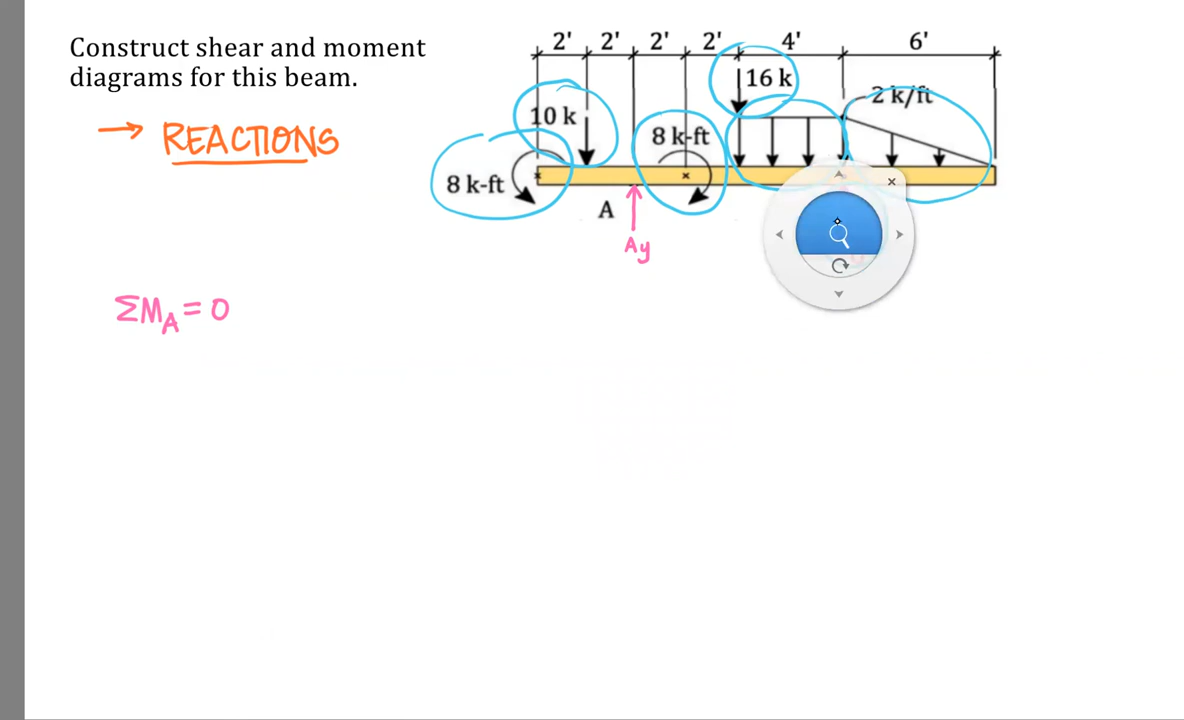 Construct shear and moment
diagrams for this beam.
→ REACTIONS
2' 2' 2' 2' 4' 6'
16 k
2 k/ft
10 k
8 k-ft
8 k-ft
A
Ay
ΣM_A = 0